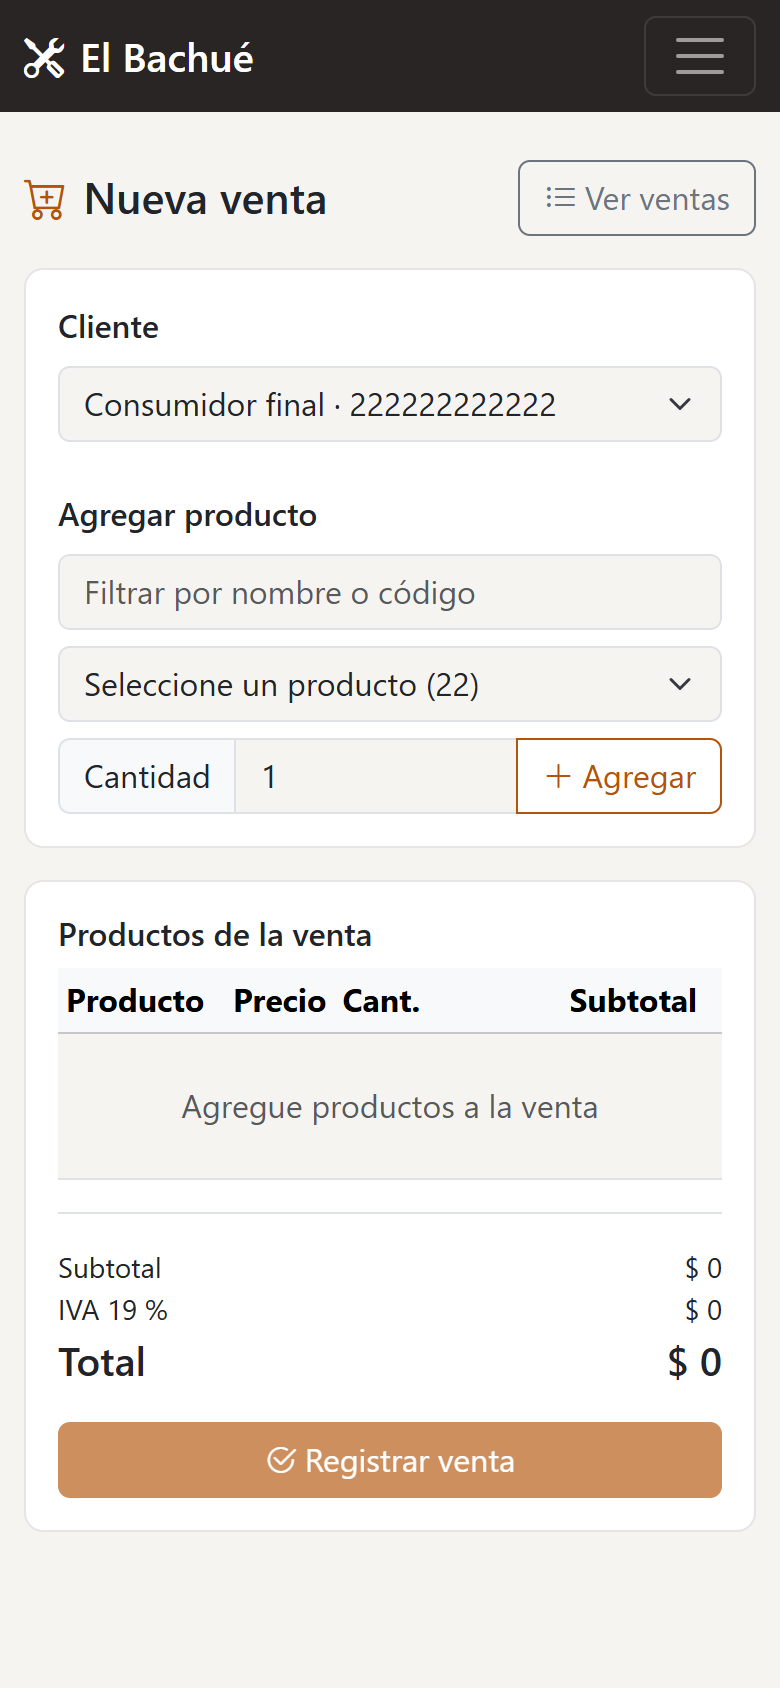 El Bachué
Nueva venta
Ver ventas
Cliente
Consumidor final · 222222222222
Agregar producto
Filtrar por nombre o código
Seleccione un producto (22)
Cantidad 1 + Agregar
Productos de la venta
Producto Precio Cant. Subtotal
Agregue productos a la venta
Subtotal $ 0
IVA 19 % $ 0
Total $ 0
Registrar venta